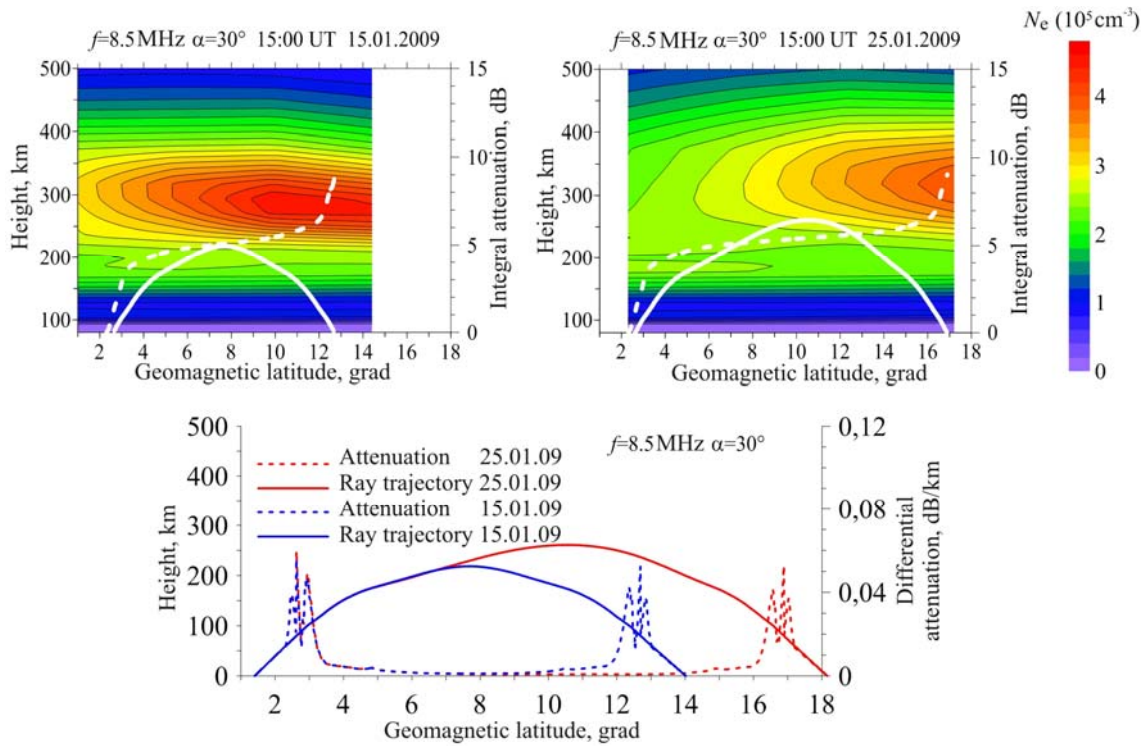 f=8.5MHz α=30° 15:00 UT 15.01.2009
500
400
300
200
100
Height, km
15
10
5
0
Integral attenuation, dB
2 4 6 8 10 12 14 16 18
Geomagnetic latitude, grad
f=8.5MHz α=30° 15:00 UT 25.01.2009
500
400
300
200
100
Height, km
15
10
5
0
Integral attenuation, dB
2 4 6 8 10 12 14 16 18
Geomagnetic latitude, grad
Ne (10⁵cm⁻³)
4
3
2
1
0
f=8.5MHz α=30°
Attenuation 25.01.09
Ray trajectory 25.01.09
Attenuation 15.01.09
Ray trajectory 15.01.09
500
400
300
200
100
0
Height, km
0,12
0,08
0,04
0
Differential
attenuation, dB/km
2 4 6 8 10 12 14 16 18
Geomagnetic latitude, grad